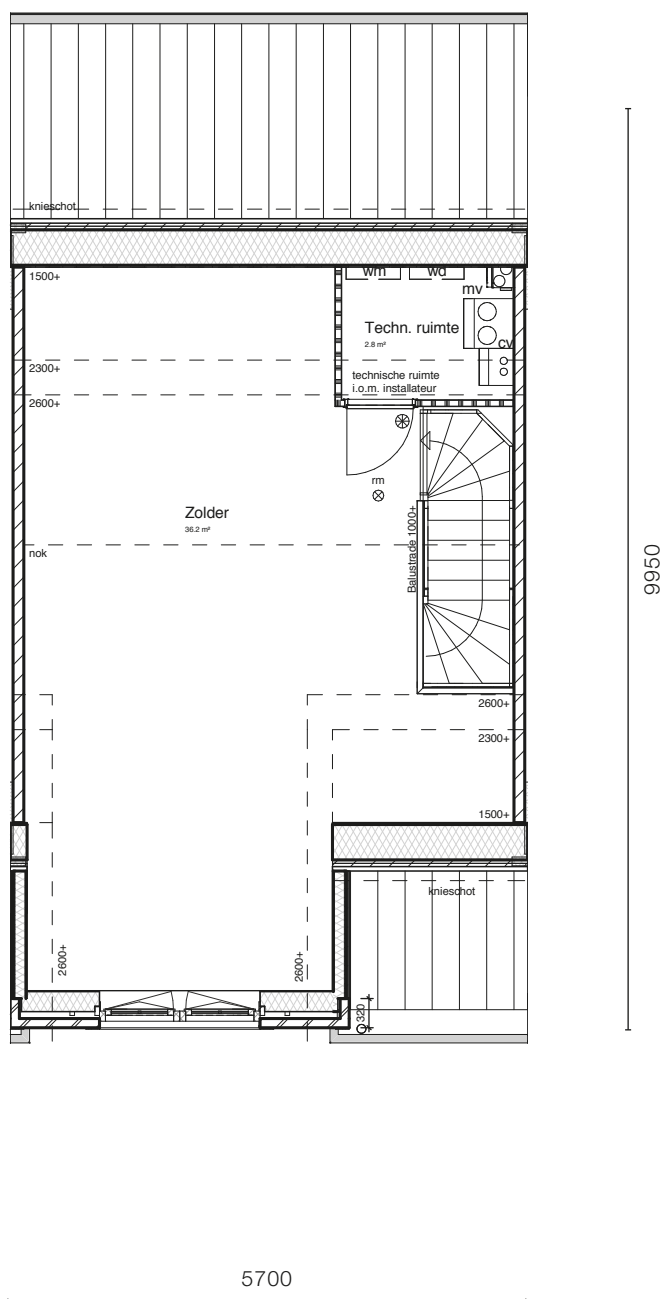 knieschot
1500+
wm
wd
mv
Techn. ruimte
2.8 m²
cv
2300+
technische ruimte
i.o.m. installateur
2600+
rm
Zolder
36.2 m²
Balustrade 1000+
nok
9950
2600+
2300+
1500+
knieschot
2600+
2600+
320
5700